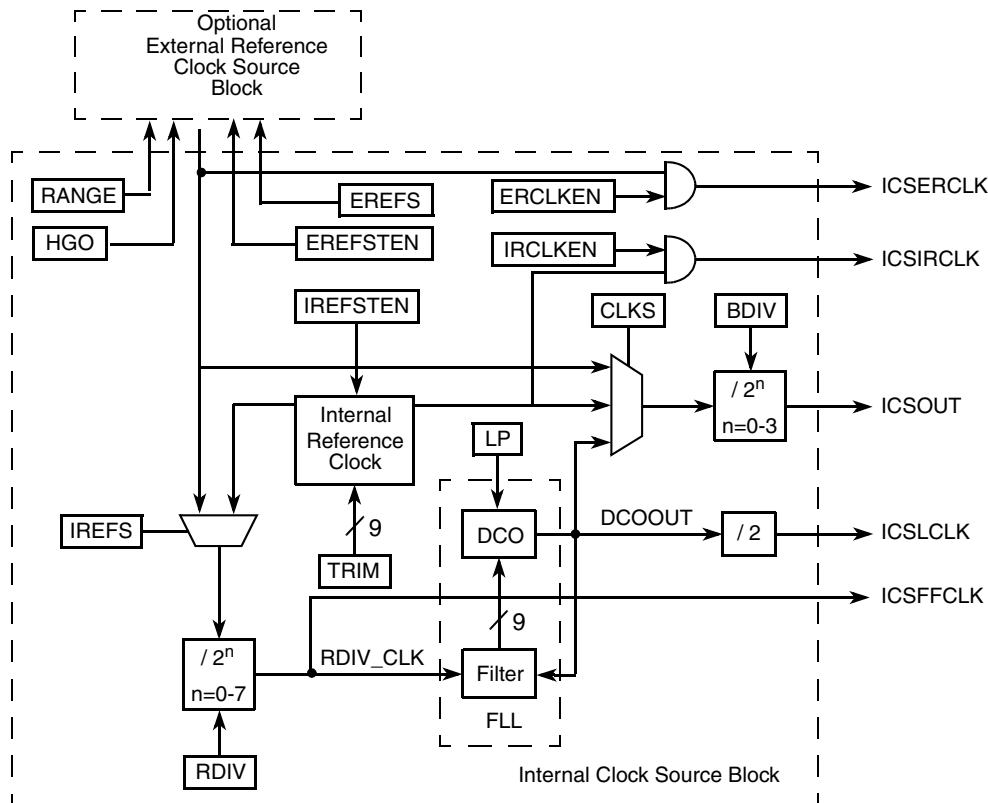 Optional
External Reference
Clock Source
Block
RANGE
HGO
EREFS
EREFSTEN
ERCLKEN
ICSERCLK
IRCLKEN
ICSIRCLK
IREFSTEN
CLKS
BDIV
Internal
Reference
Clock
/ 2ⁿ
n=0-3
ICSOUT
LP
IREFS
9
TRIM
DCO
DCOOUT
/ 2
ICSLCLK
ICSFFCLK
9
/ 2ⁿ
n=0-7
RDIV_CLK
Filter
FLL
RDIV
Internal Clock Source Block